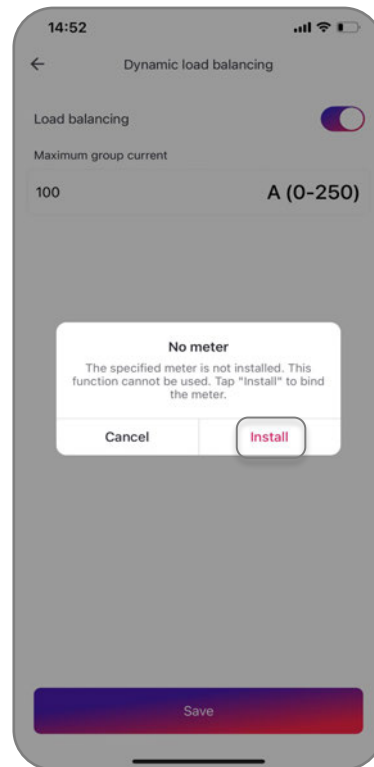 14:52
Dynamic load balancing
Load balancing
Maximum group current
100 A (0-250)
No meter
The specified meter is not installed. This
function cannot be used. Tap "Install" to bind
the meter.
Cancel Install
Save